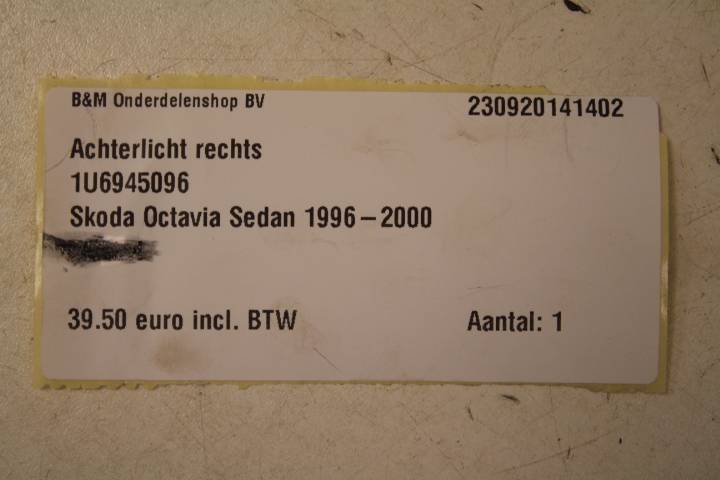 B&M Onderdelenshop BV 230920141402
Achterlicht rechts
1U6945096
Skoda Octavia Sedan 1996 – 2000
39.50 euro incl. BTW Aantal: 1